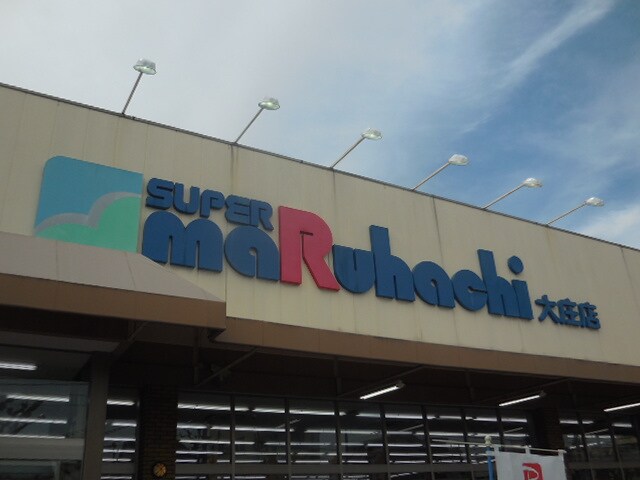 SUPER
maRuhachi 大庄店